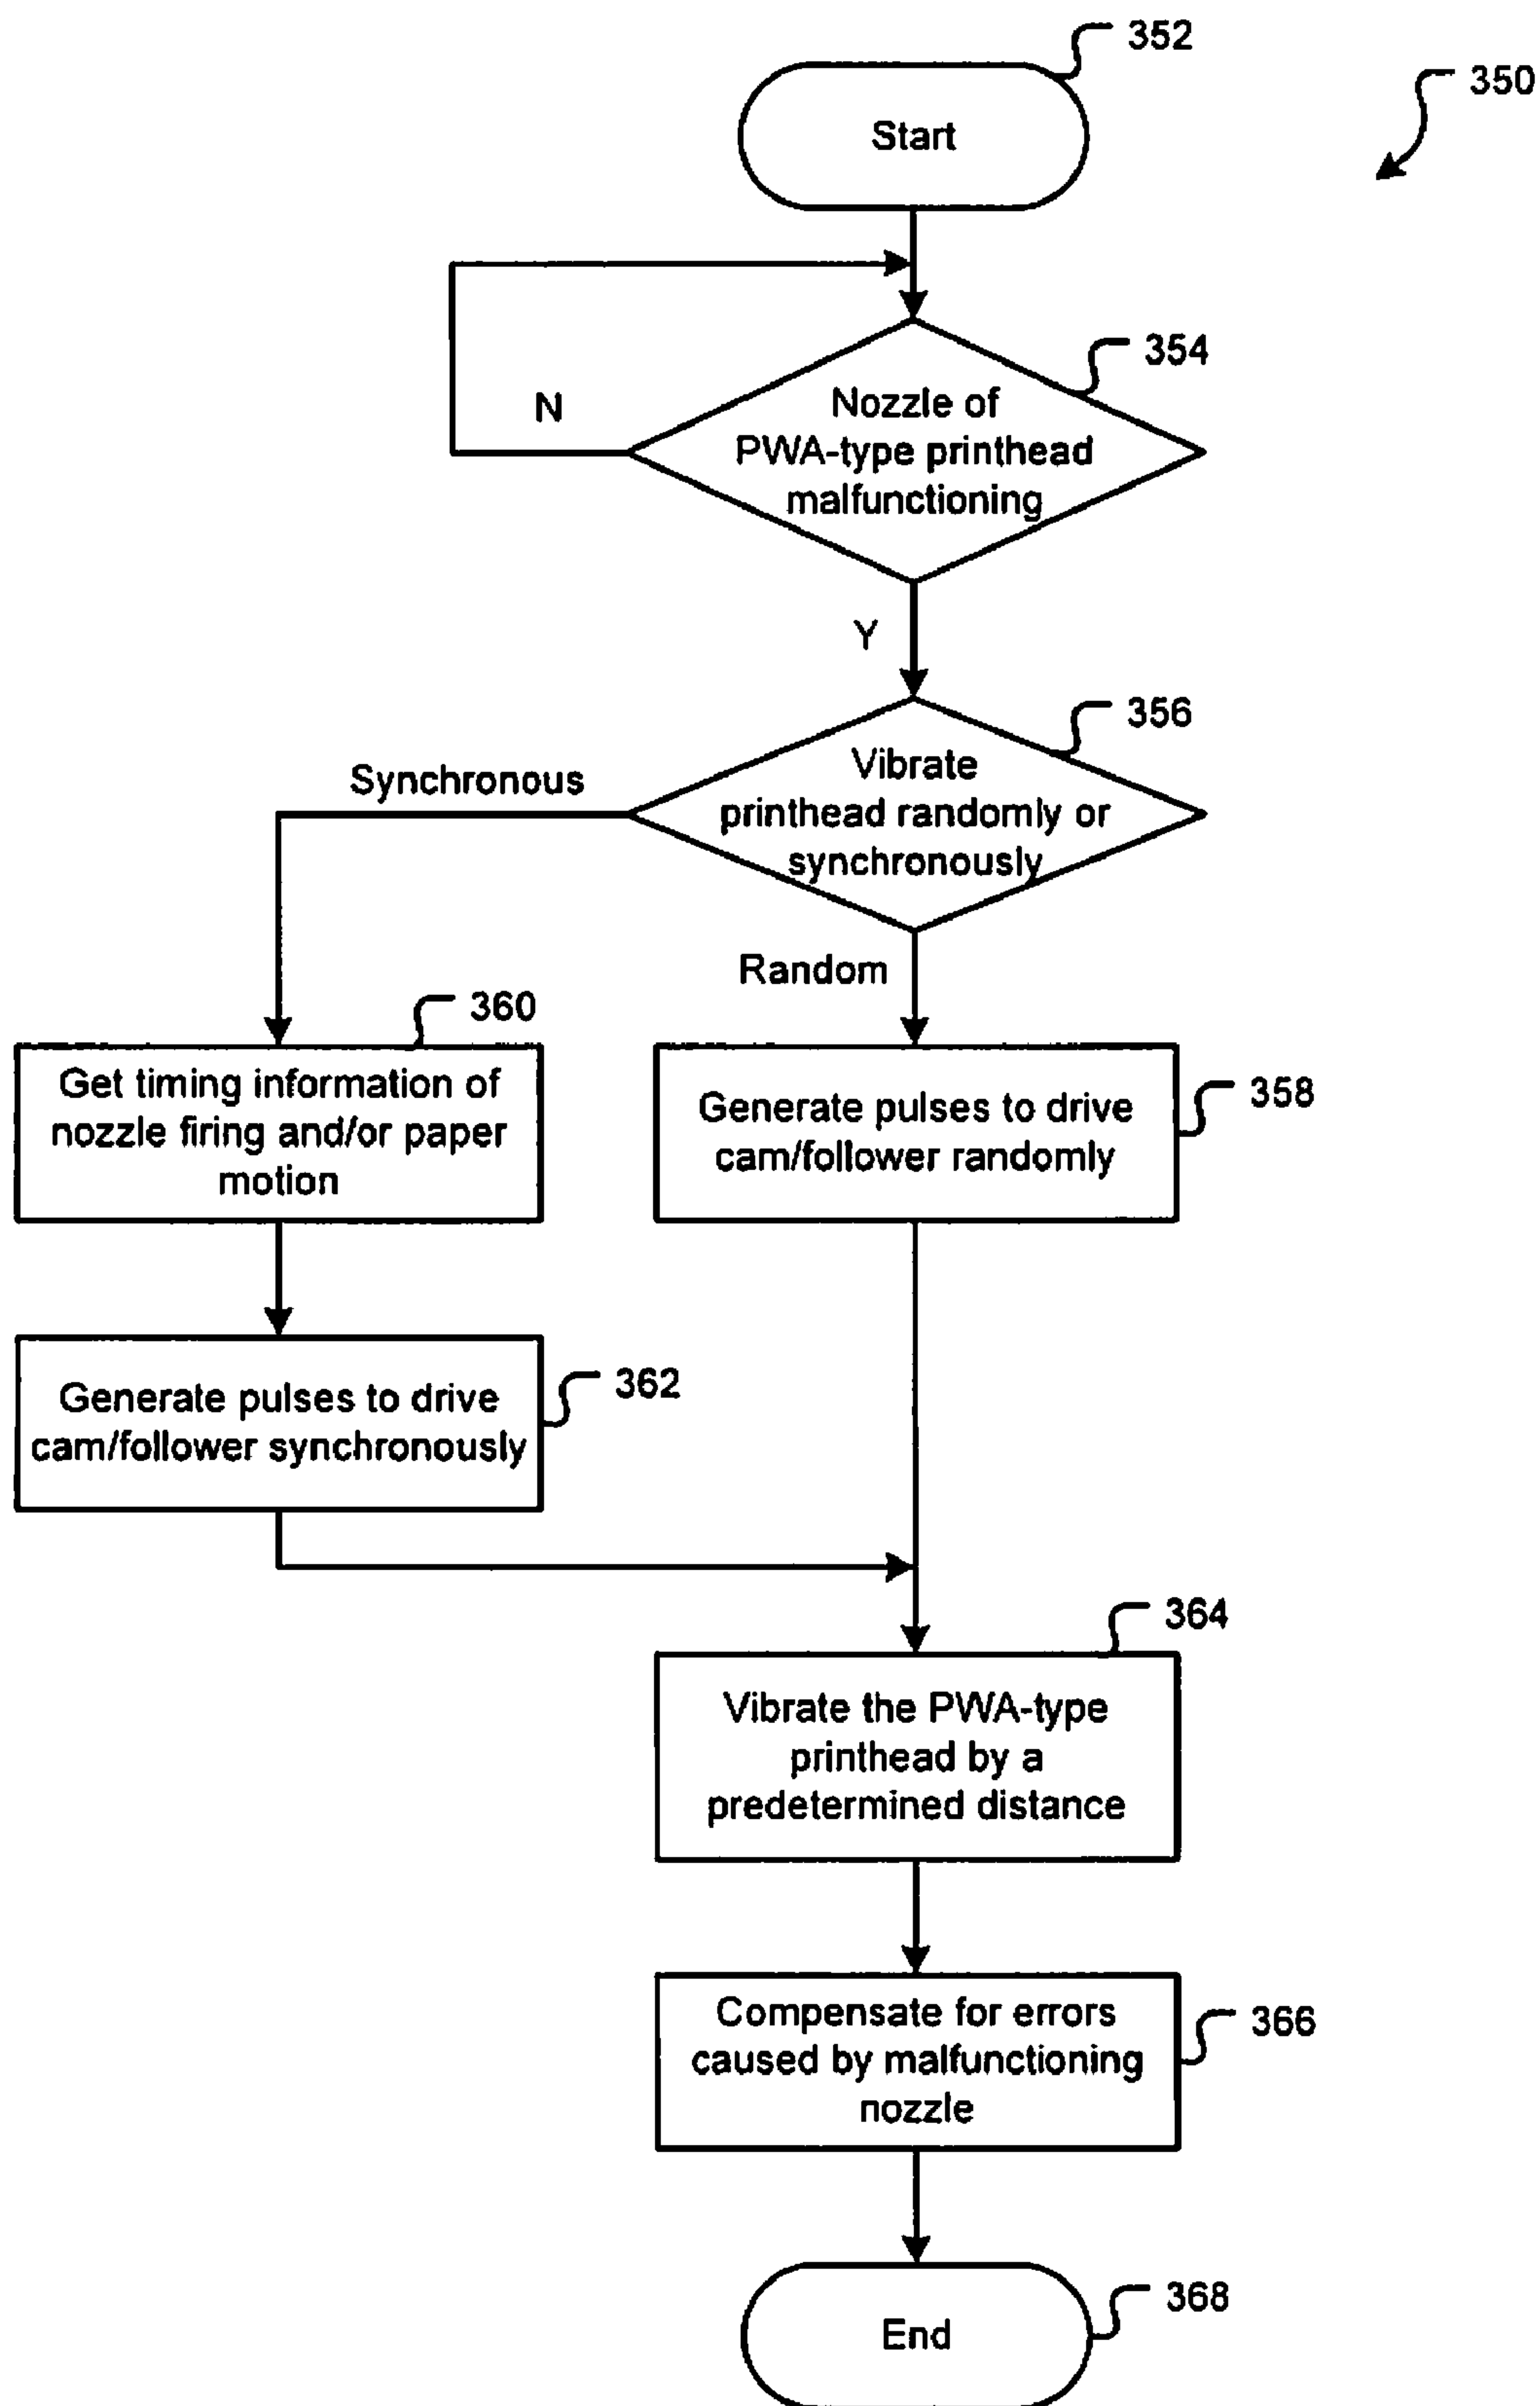 352
350
Start
354
N
Nozzle of
PWA-type printhead
malfunctioning
Y
356
Synchronous
Vibrate
printhead randomly or
synchronously
Random
360
Get timing information of
nozzle firing and/or paper
motion
358
Generate pulses to drive
cam/follower randomly
362
Generate pulses to drive
cam/follower synchronously
364
Vibrate the PWA-type
printhead by a
predetermined distance
366
Compensate for errors
caused by malfunctioning
nozzle
368
End